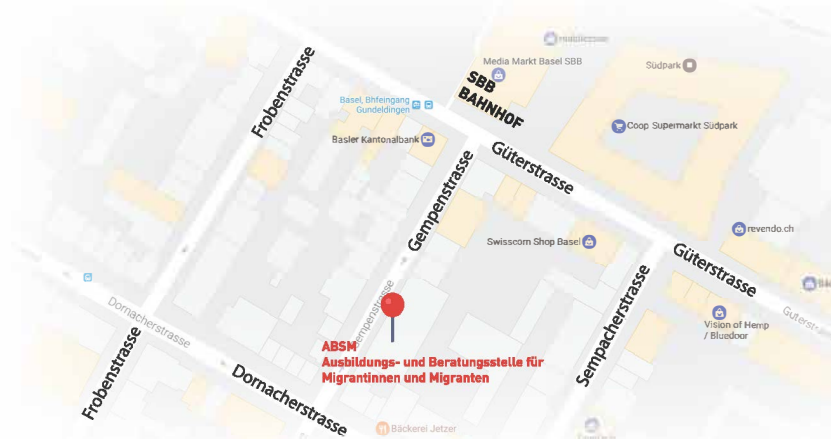 mobilezone
Media Markt Basel SBB
Südpark
SBB
BAHNHOF
Frobenstrasse
Basel, Bhfeingang
Gundeldingen
Basler Kantonalbank
Coop Supermarkt Südpark
Güterstrasse
Gempenstrasse
Swisscom Shop Basel
revendo.ch
Güterstrasse
Sempacherstrasse
Vision of Hemp
/ Bluedoor
Dornacherstrasse
Frobenstrasse
Dornacherstrasse
ABSM
Ausbildungs- und Beratungsstelle für
Migrantinnen und Migranten
Bäckerei Jetzer